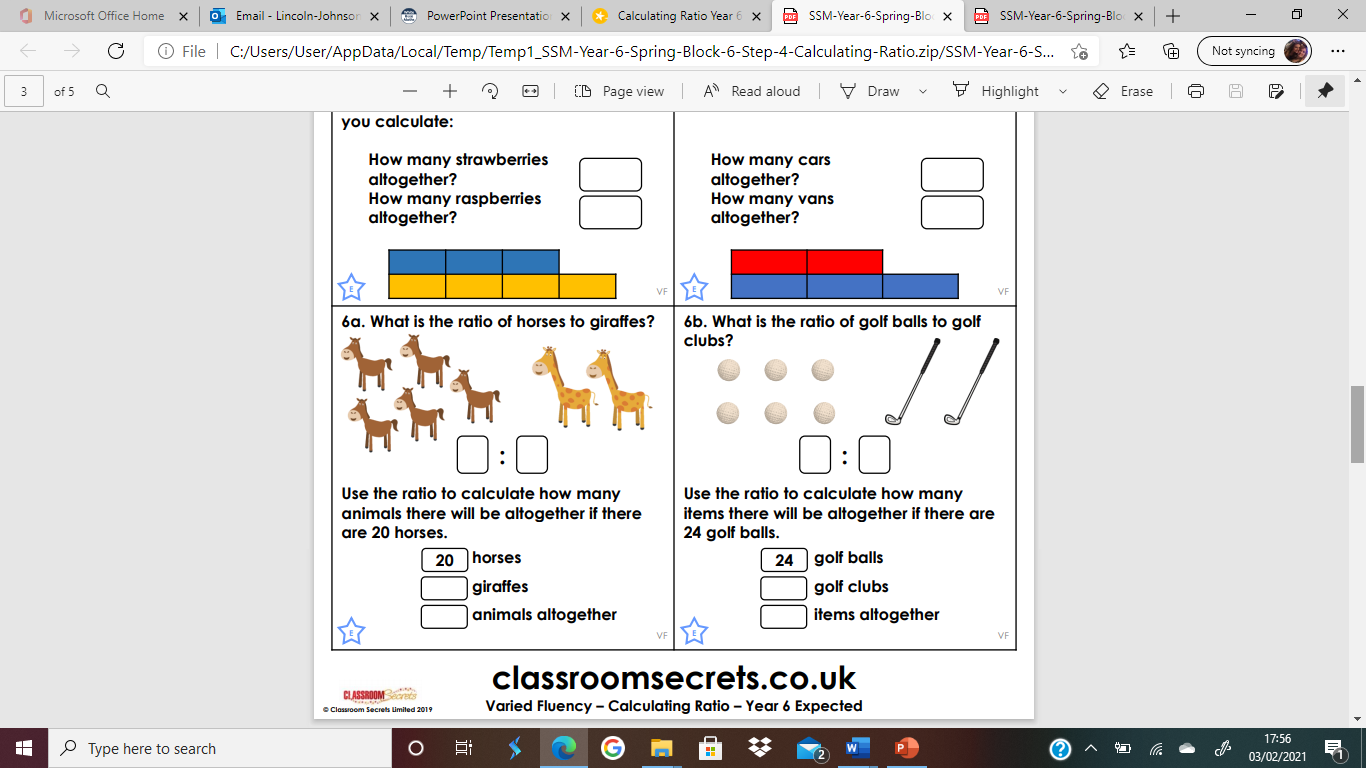 Microsoft Office Home
Email - Lincoln-Johnson
PowerPoint Presentatio
Calculating Ratio Year 6
SSM-Year-6-Spring-Blo
SSM-Year-6-Spring-Blo
File
C:/Users/User/AppData/Local/Temp/Temp1_SSM-Year-6-Spring-Block-6-Step-4-Calculating-Ratio.zip/SSM-Year-6-S...
Not syncing
3 of 5
Page view
Read aloud
Draw
Highlight
Erase
you calculate:
How many strawberries
altogether?
How many raspberries
altogether?
E
VF
How many cars
altogether?
How many vans
altogether?
E
VF
6a. What is the ratio of horses to giraffes?
:
Use the ratio to calculate how many
animals there will be altogether if there
are 20 horses.
20 horses
giraffes
animals altogether
E
VF
6b. What is the ratio of golf balls to golf
clubs?
:
Use the ratio to calculate how many
items there will be altogether if there are
24 golf balls.
24 golf balls
golf clubs
items altogether
E
VF
classroomsecrets.co.uk
CLASSROOM Secrets
© Classroom Secrets Limited 2019
Varied Fluency – Calculating Ratio – Year 6 Expected
Type here to search
2
17:56
03/02/2021
1